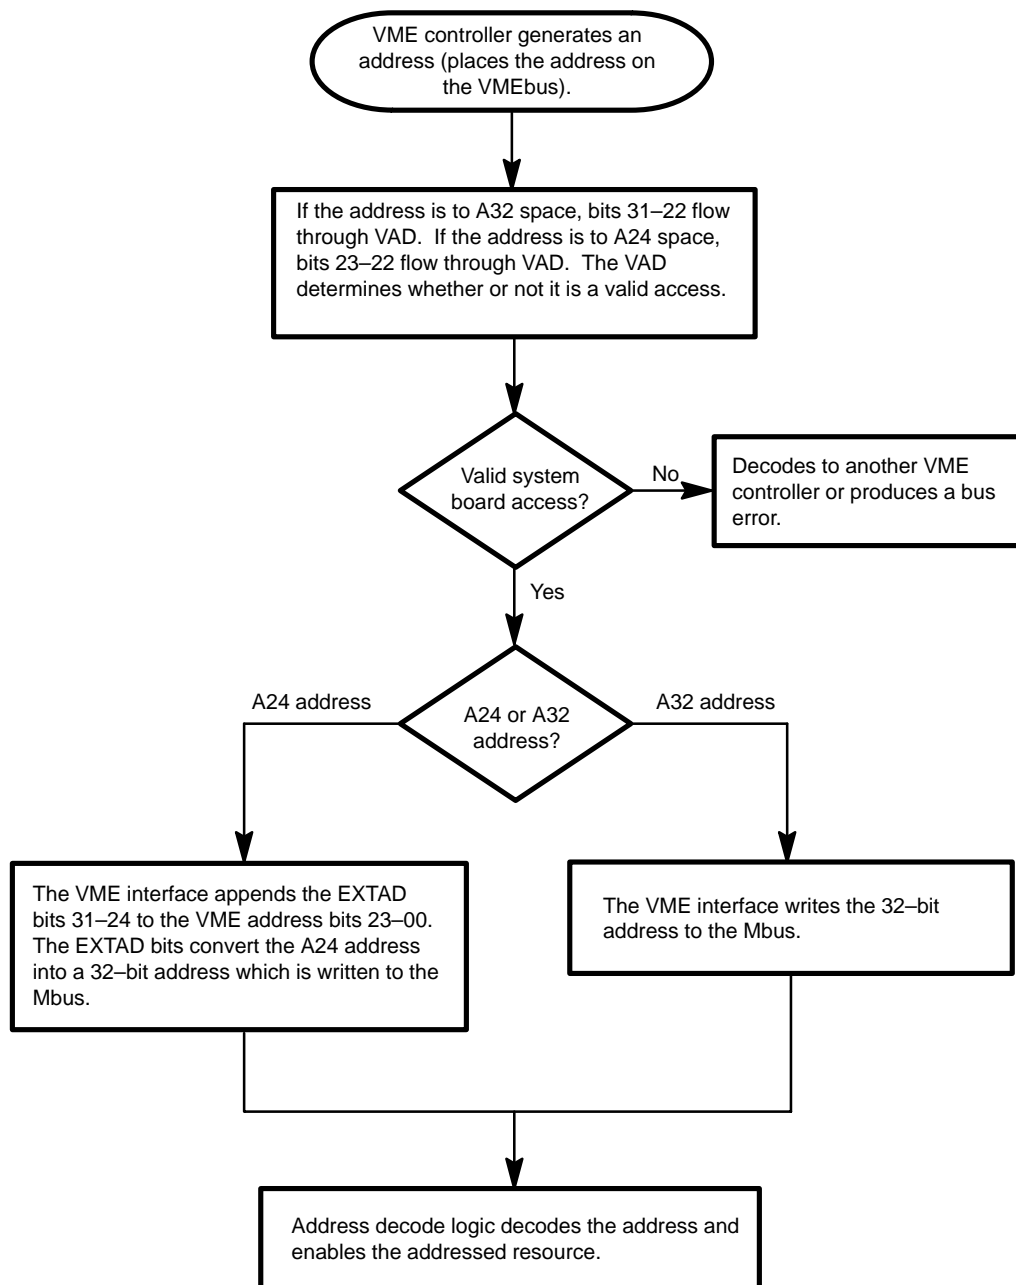 VME controller generates an
address (places the address on
the VMEbus).
If the address is to A32 space, bits 31–22 flow
through VAD.  If the address is to A24 space,
bits 23–22 flow through VAD.  The VAD
determines whether or not it is a valid access.
Valid system
board access?
No
Decodes to another VME
controller or produces a bus
error.
Yes
A24 address
A24 or A32
address?
A32 address
The VME interface appends the EXTAD
bits 31–24 to the VME address bits 23–00.
The EXTAD bits convert the A24 address
into a 32–bit address which is written to the
Mbus.
The VME interface writes the 32–bit
address to the Mbus.
Address decode logic decodes the address and
enables the addressed resource.